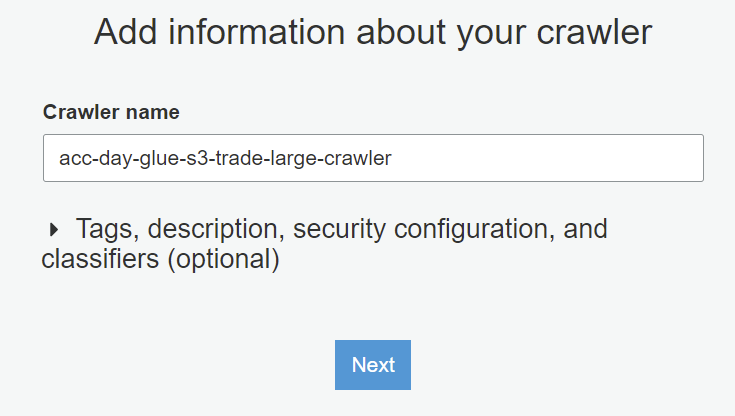 Add information about your crawler
Crawler name
acc-day-glue-s3-trade-large-crawler
Tags, description, security configuration, and
classifiers (optional)
Next